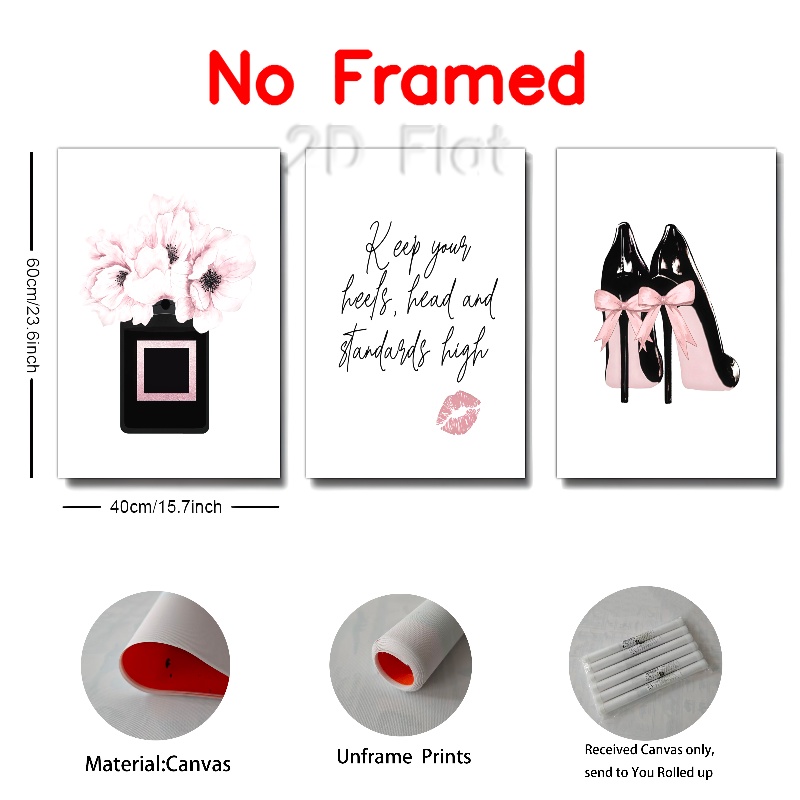 No Framed
2D Flat
60cm/23.6inch
Keep your
heels, head and
standards high
40cm/15.7inch
Material:Canvas
Unframe Prints
Received Canvas only,
send to You Rolled up